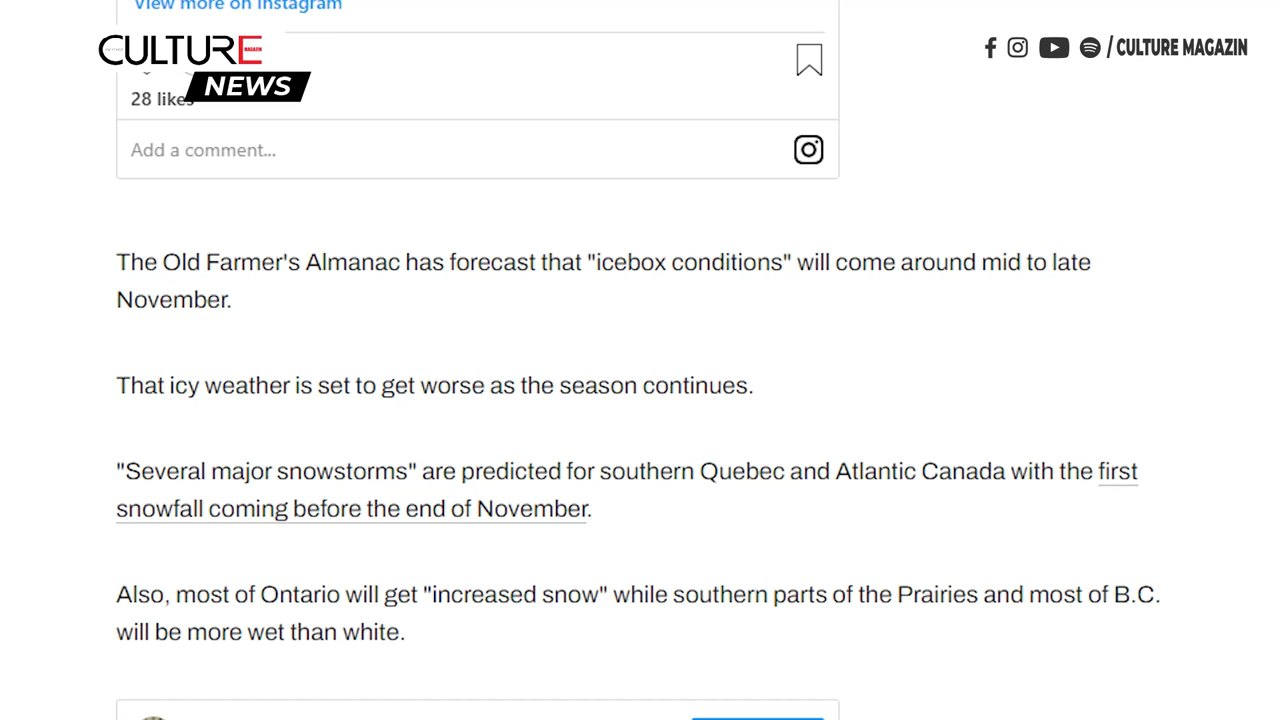 View more on Instagram
CULTURE
MAGAZIN
NEWS
/ CULTURE MAGAZIN
28 likes
Add a comment...
The Old Farmer's Almanac has forecast that "icebox conditions" will come around mid to late
November.
That icy weather is set to get worse as the season continues.
"Several major snowstorms" are predicted for southern Quebec and Atlantic Canada with the first
snowfall coming before the end of November.
Also, most of Ontario will get "increased snow" while southern parts of the Prairies and most of B.C.
will be more wet than white.